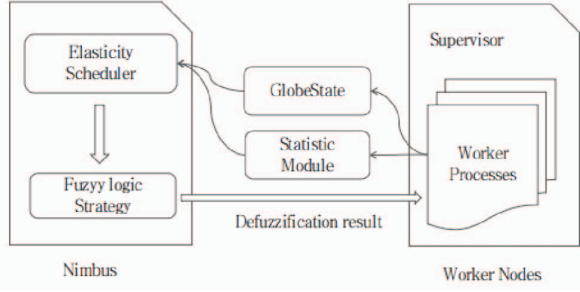 Elasticity
Scheduler
Fuzyy logic
Strategy
Nimbus
GlobeState
Statistic
Module
Defuzzification result
Supervisor
Worker
Processes
Worker Nodes